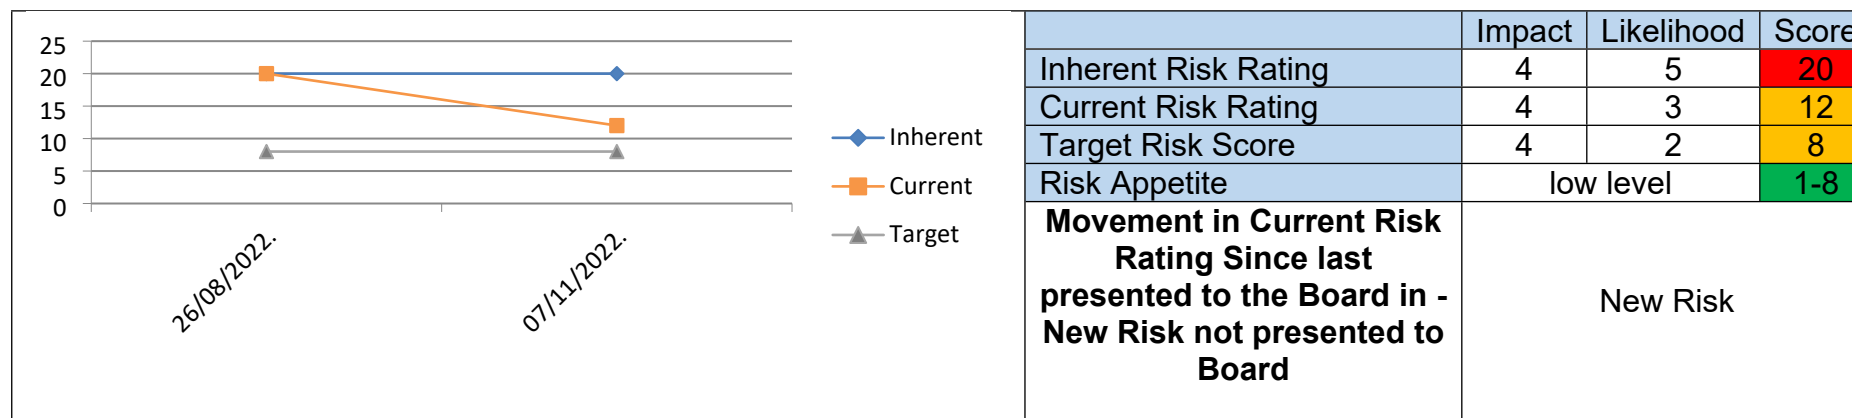 25
20
15
10
5
0
26/08/2022.
07/11/2022.
Inherent
Current
Target
Impact Likelihood Score
Inherent Risk Rating 4 5 20
Current Risk Rating 4 3 12
Target Risk Score 4 2 8
Risk Appetite low level 1-8
Movement in Current Risk
Rating Since last
presented to the Board in -
New Risk not presented to
Board
New Risk